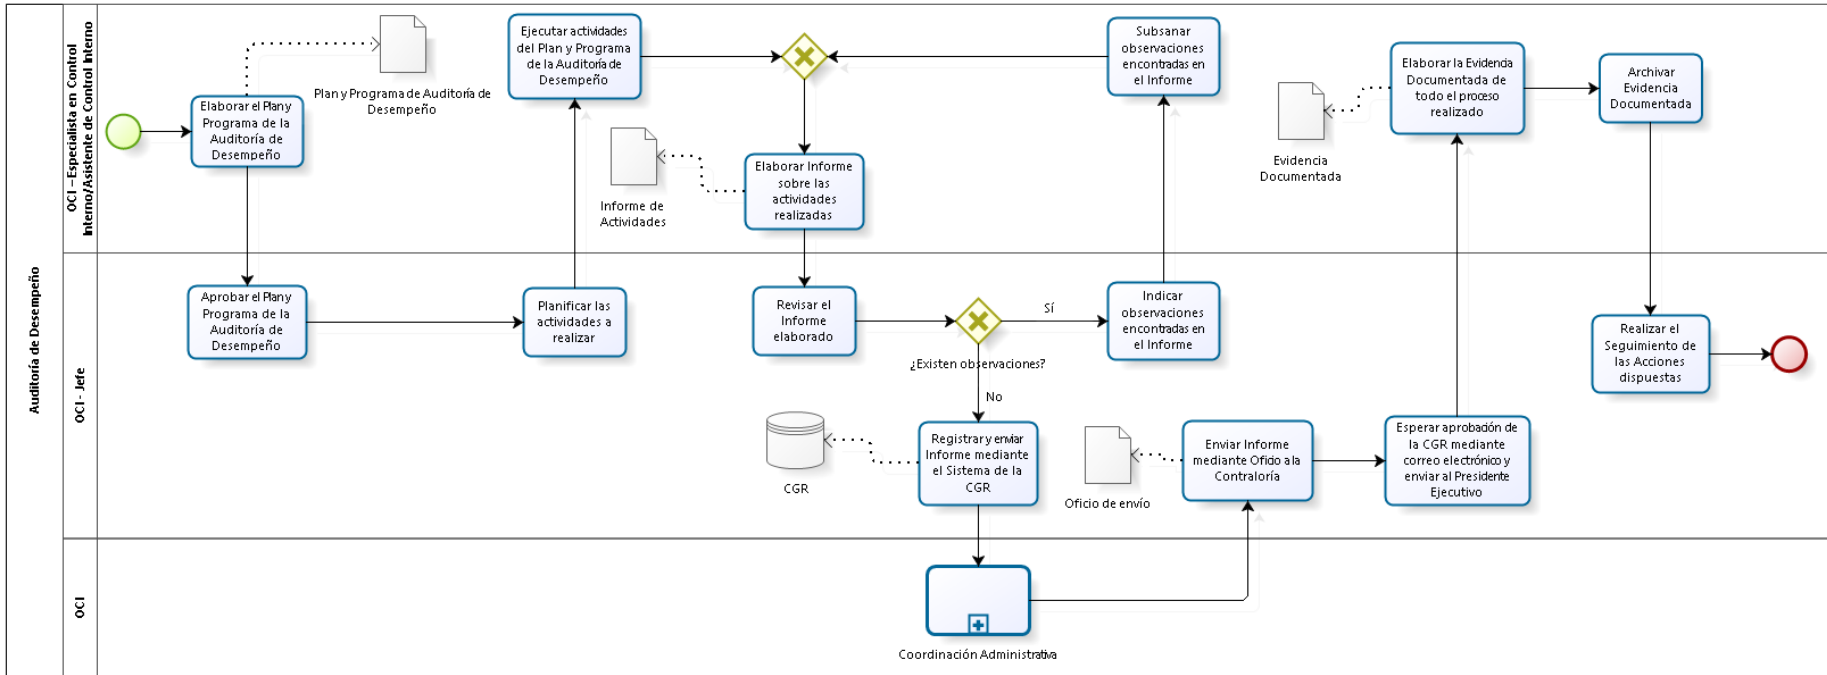 Auditoría de Desempeño
OCI – Especialista en Control
Interno/Asistente de Control Interno
Elaborar el Plan y
Programa de la
Auditoría de
Desempeño
Plan y Programa de Auditoría de
Desempeño
Ejecutar actividades
del Plan y Programa
de la Auditoría de
Desempeño
Informe de
Actividades
Elaborar Informe
sobre las
actividades
realizadas
Subsanar
observaciones
encontradas en
el Informe
Evidencia
Documentada
Elaborar la Evidencia
Documentada de
todo el proceso
realizado
Archivar
Evidencia
Documentada
OCI - Jefe
Aprobar el Plan y
Programa de la
Auditoría de
Desempeño
Planificar las
actividades a
realizar
Revisar el
Informe
elaborado
¿Existen observaciones?
Sí
No
Indicar
observaciones
encontradas en
el Informe
CGR
Registrar y enviar
Informe mediante
el Sistema de la
CGR
Oficio de envío
Enviar Informe
mediante Oficio a la
Contraloría
Esperar aprobación de
la CGR mediante
correo electrónico y
enviar al Presidente
Ejecutivo
Realizar el
Seguimiento de
las Acciones
dispuestas
OCI
Coordinación Administrativa